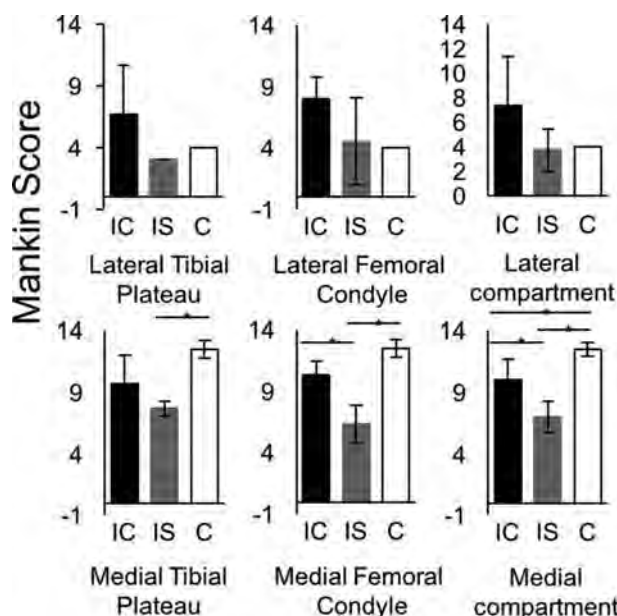 Mankin Score
14
9
4
-1
IC IS C
Lateral Tibial
Plateau
14
9
4
-1
IC IS C
Lateral Femoral
Condyle
14
12
10
8
6
4
2
0
IC IS C
Lateral
compartment
14
9
4
-1
IC IS C
Medial Tibial
Plateau
14
9
4
-1
IC IS C
Medial Femoral
Condyle
14
9
4
-1
IC IS C
Medial
compartment